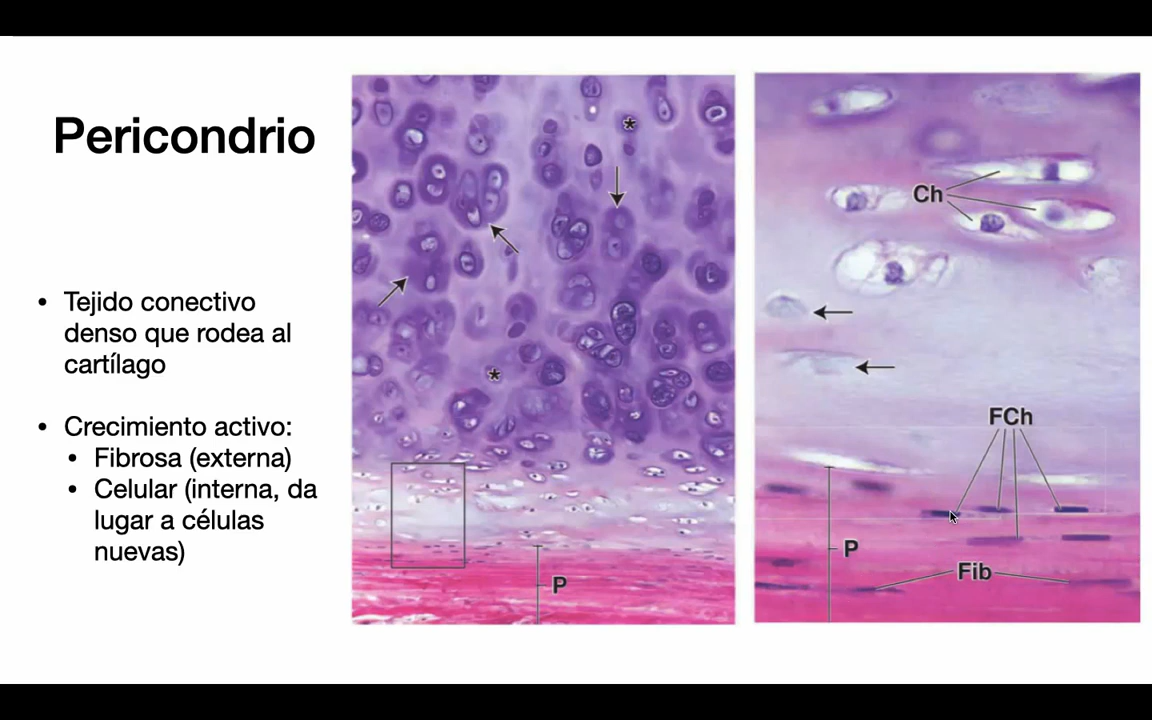 Pericondrio
• Tejido conectivo
denso que rodea al
cartílago
• Crecimiento activo:
• Fibrosa (externa)
• Celular (interna, da
lugar a células
nuevas)
*
*
P
Ch
FCh
P
Fib